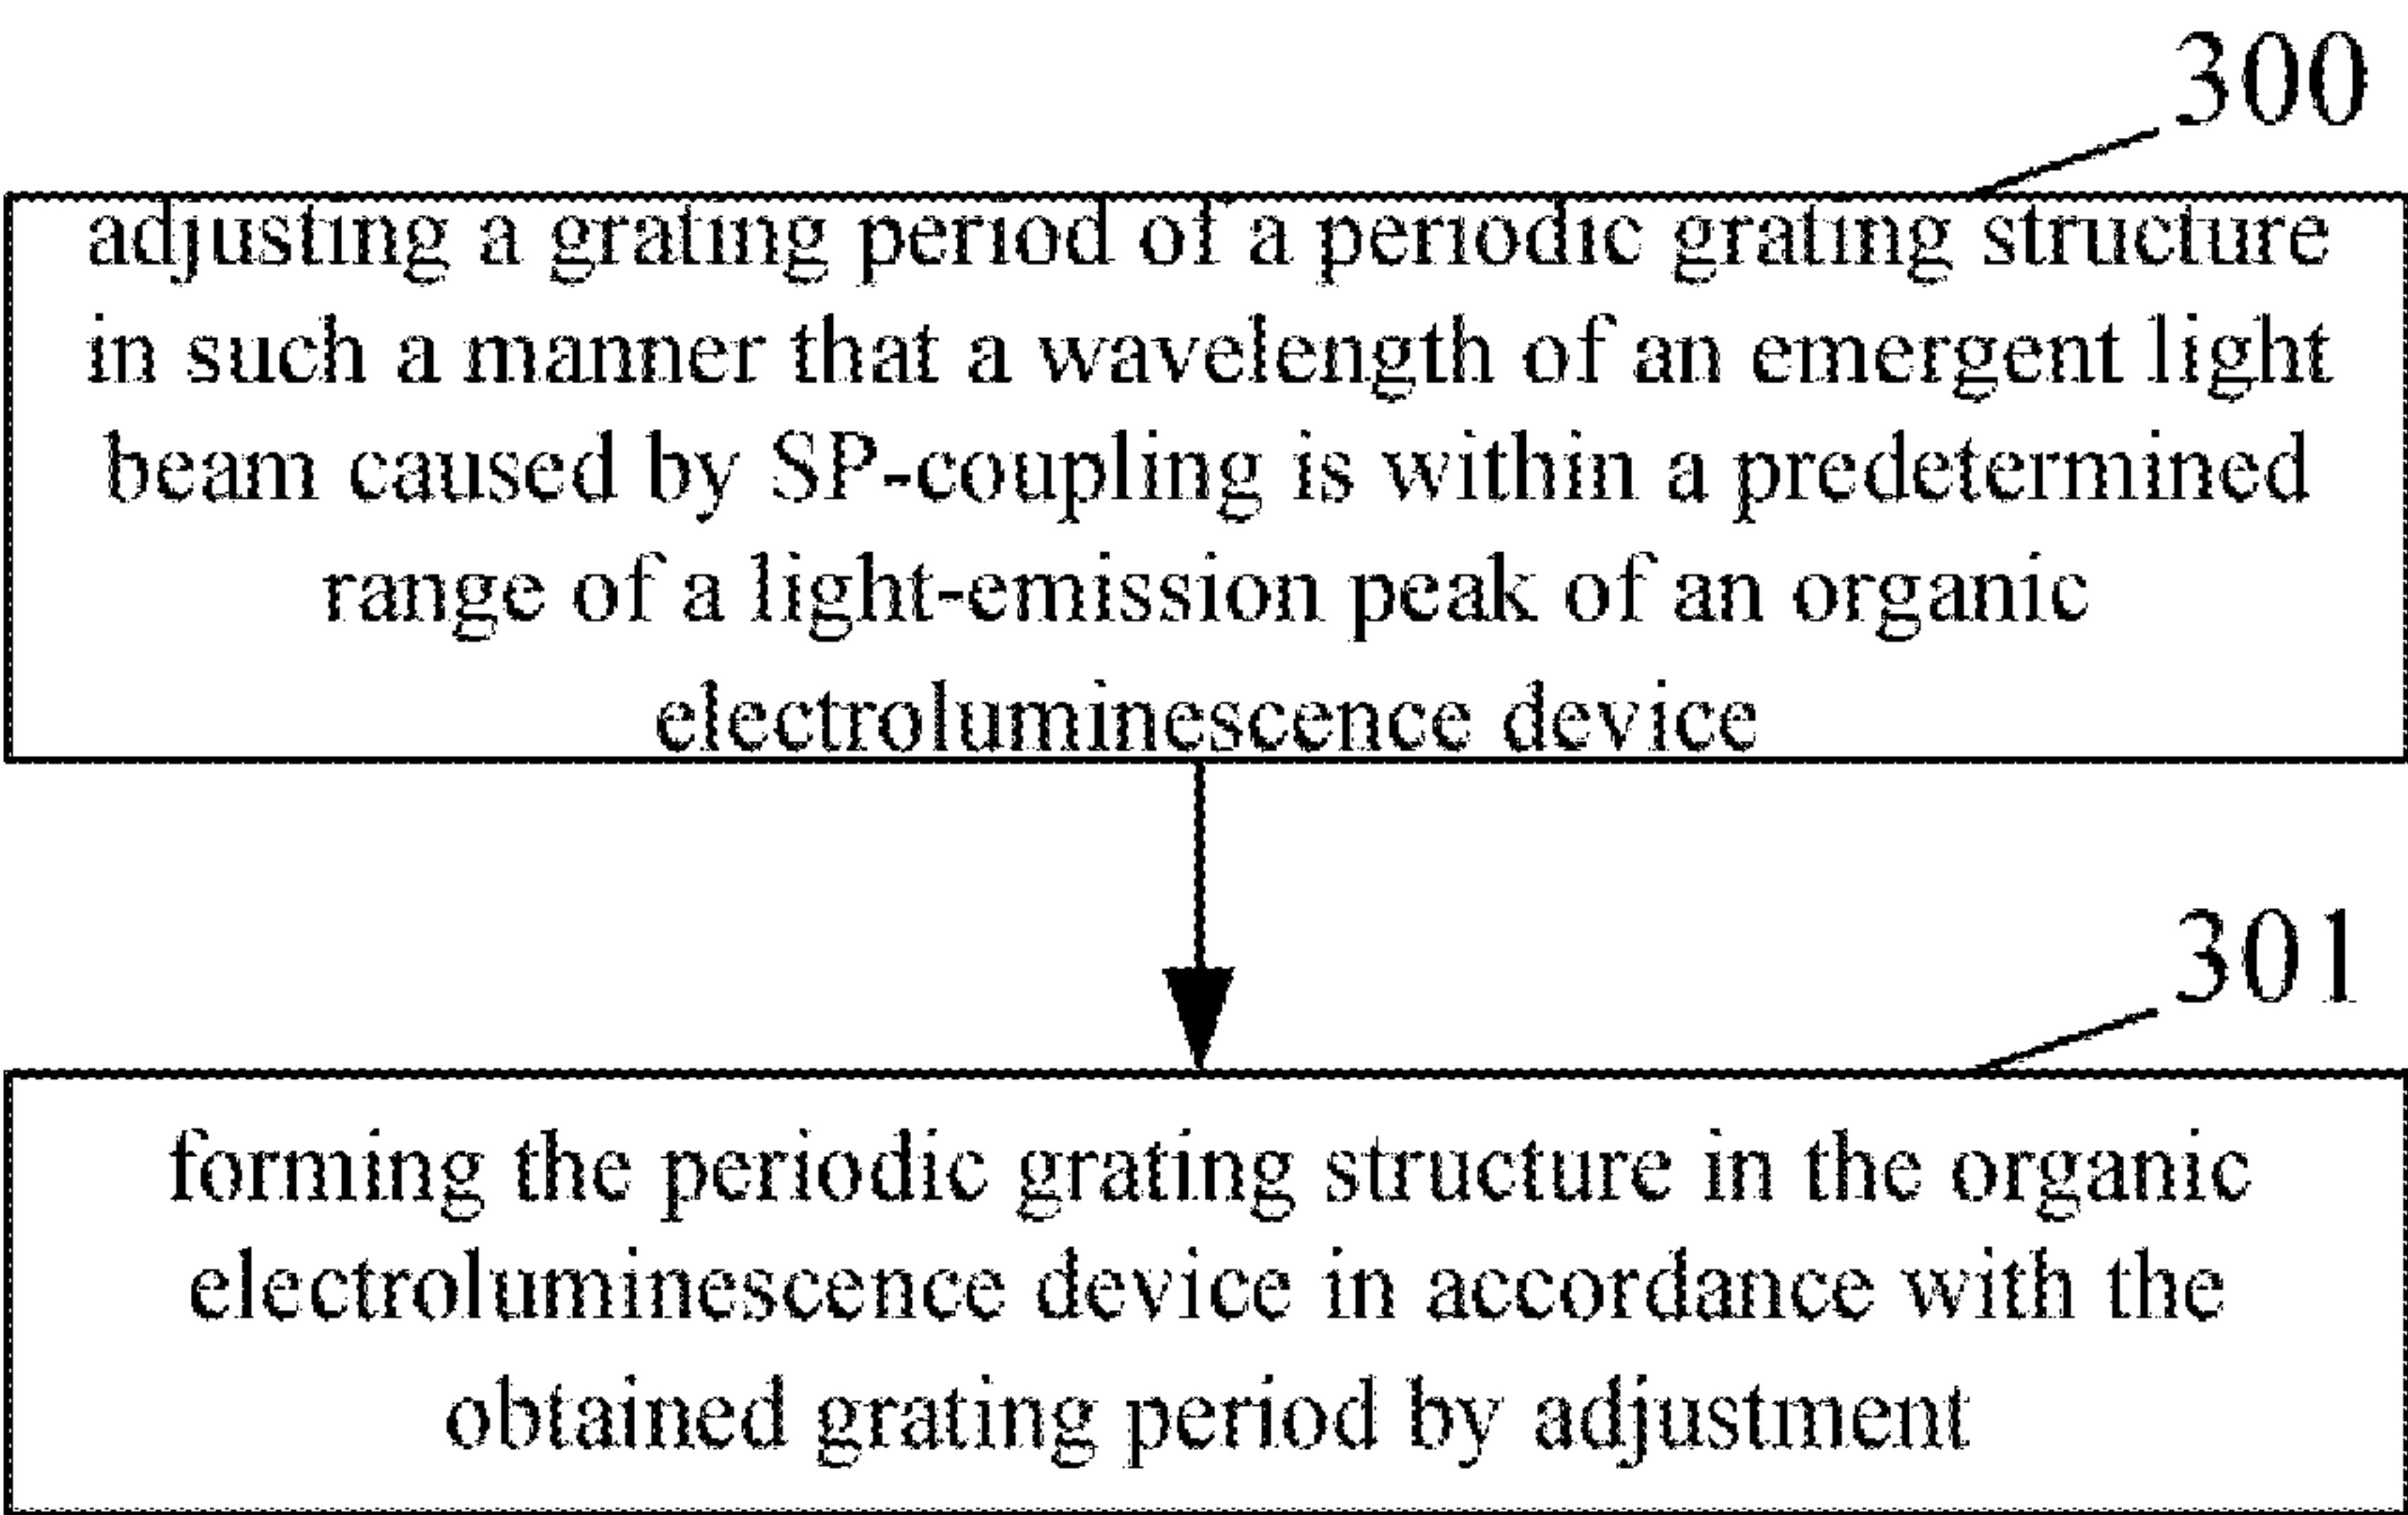 300
adjusting a grating period of a periodic grating structure
in such a manner that a wavelength of an emergent light
beam caused by SP-coupling is within a predetermined
range of a light-emission peak of an organic
electroluminescence device
301
forming the periodic grating structure in the organic
electroluminescence device in accordance with the
obtained grating period by adjustment